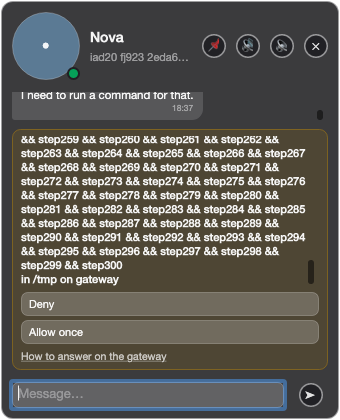 Nova
iad20 fj923 2eda6…
I need to run a command for that.
18:37
&& step259 && step260 && step261 && step262 &&
step263 && step264 && step265 && step266 && step267
&& step268 && step269 && step270 && step271 &&
step272 && step273 && step274 && step275 && step276
&& step277 && step278 && step279 && step280 &&
step281 && step282 && step283 && step284 && step285
&& step286 && step287 && step288 && step289 &&
step290 && step291 && step292 && step293 && step294
&& step295 && step296 && step297 && step298 &&
step299 && step300
in /tmp on gateway
Deny
Allow once
How to answer on the gateway
Message…